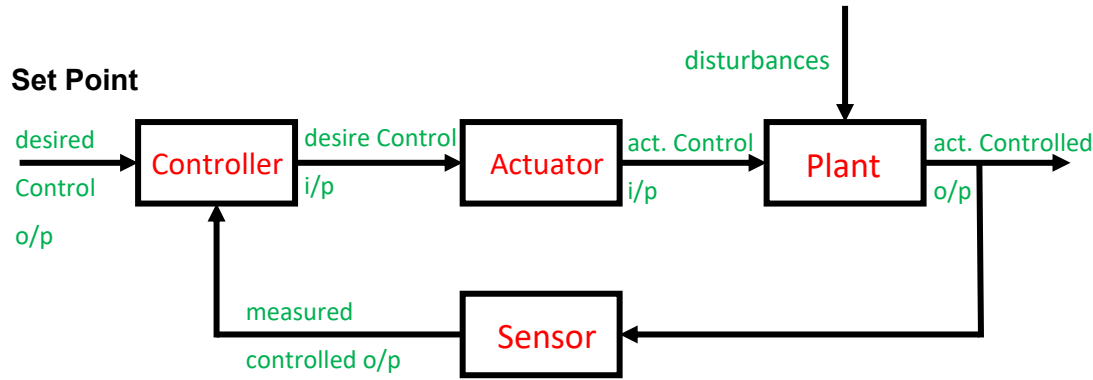 disturbances
Set Point
desired
Control
o/p
Controller
desire Control
i/p
Actuator
act. Control
i/p
Plant
act. Controlled
o/p
measured
controlled o/p
Sensor